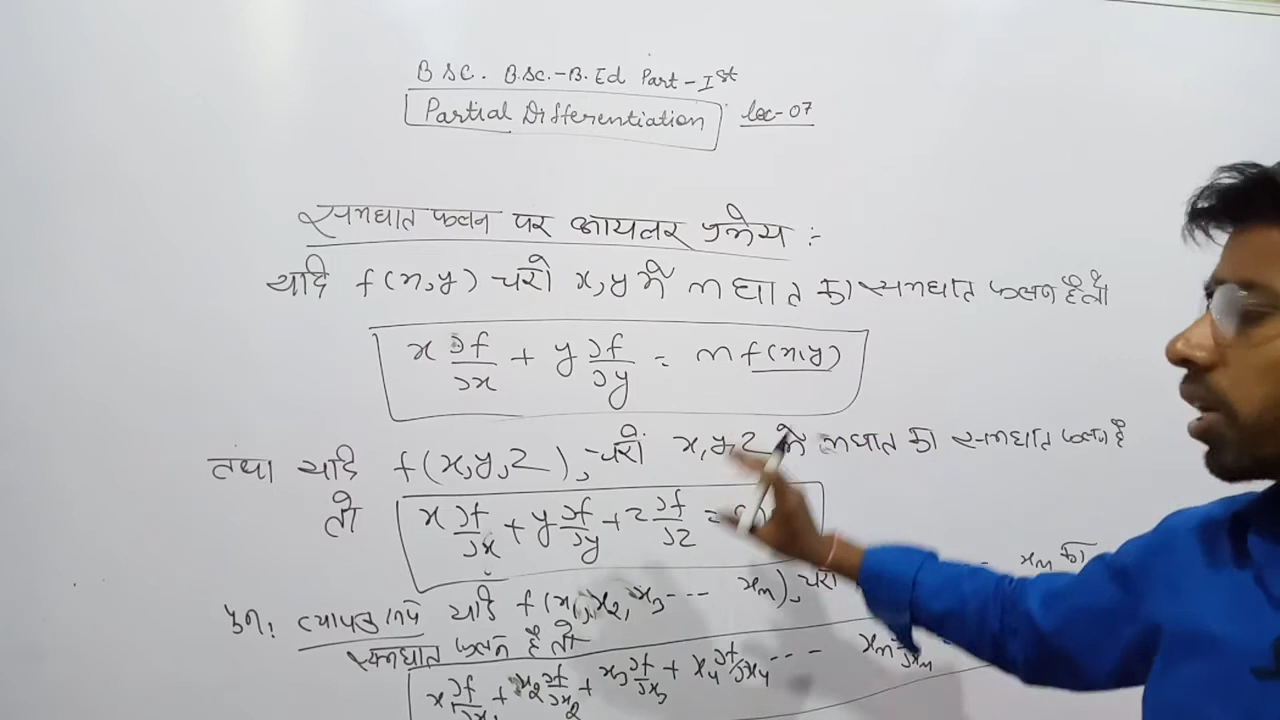 B.SC. B.Sc.-B.Ed Part-Ist
Partial Differentiation Lec-07
समघात फलन पर आयलर प्रमेय :-
यदि f(x,y) चरों x,y में n घात का समघात फलन है तो
x ∂f/∂x + y ∂f/∂y = n f(x,y)
तथा यदि f(x,y,z), चरों x,y,z में n घात का समघात फलन है
तो x ∂f/∂x + y ∂f/∂y + z ∂f/∂z =
पुनः यदि f(x₁, x₂, x₃ --- xₙ), चरों xₙ का
समघात फलन है तो
x₁ ∂f/∂x₁ + x₂ ∂f/∂x₂ + x₃ ∂f/∂x₃ + x₄ ∂f/∂x₄ --- xₙ ∂f/∂xₙ